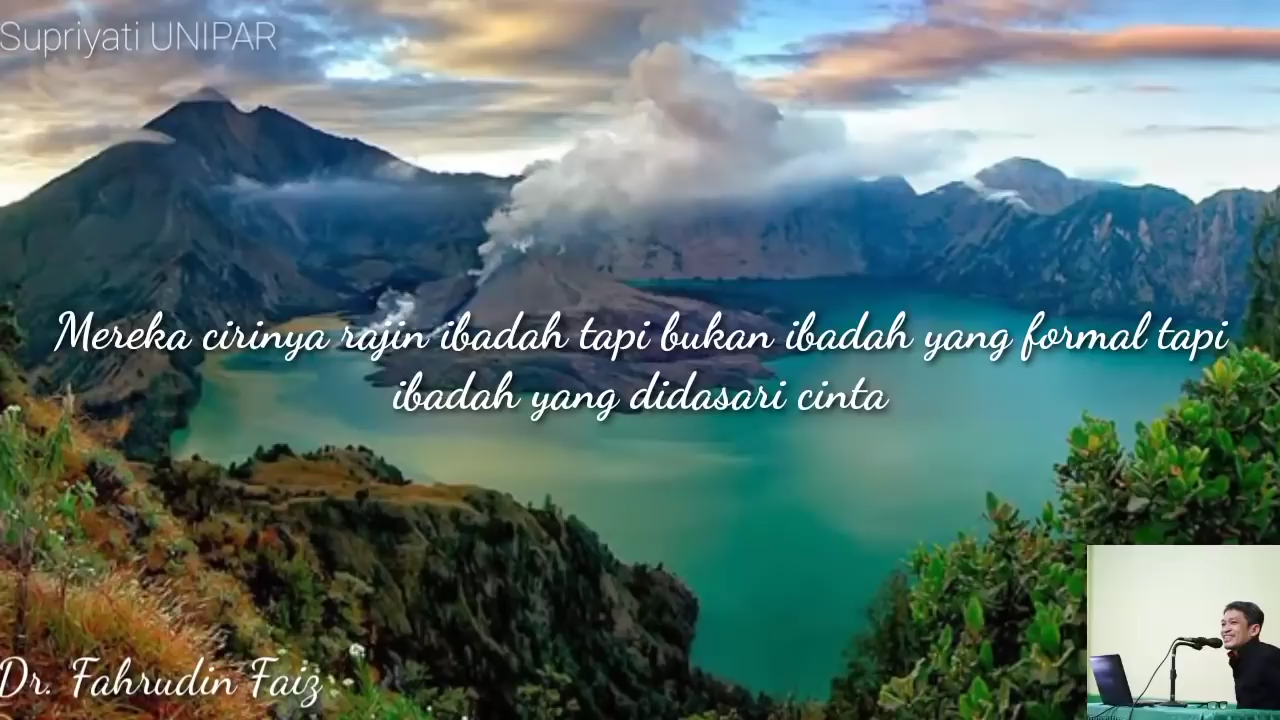 Supriyati UNIPAR
Mereka cirinya rajin ibadah tapi bukan ibadah yang formal tapi
ibadah yang didasari cinta
Dr. Fahrudin Faiz